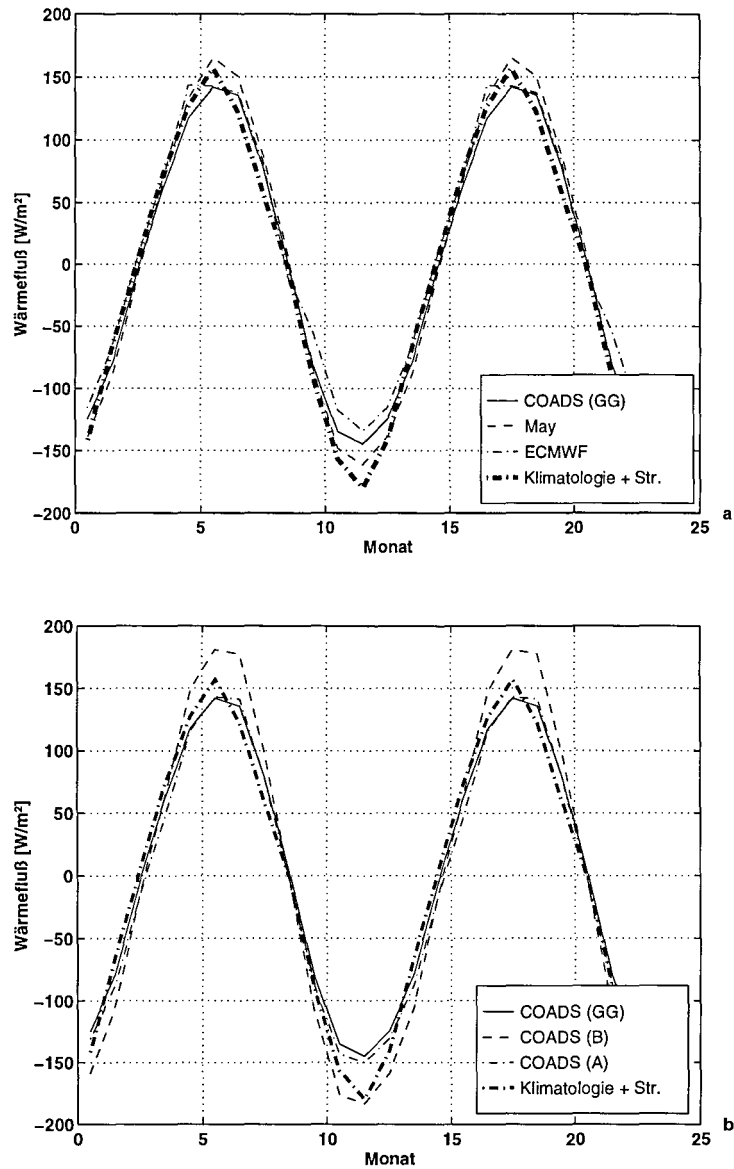 200
150
100
50
0
−50
−100
−150
−200
Wärmefluß [W/m²]
0 5 10 15 20 25
Monat
COADS (GG)
May
ECMWF
Klimatologie + Str.
a
200
150
100
50
0
−50
−100
−150
−200
Wärmefluß [W/m²]
0 5 10 15 20 25
Monat
COADS (GG)
COADS (B)
COADS (A)
Klimatologie + Str.
b